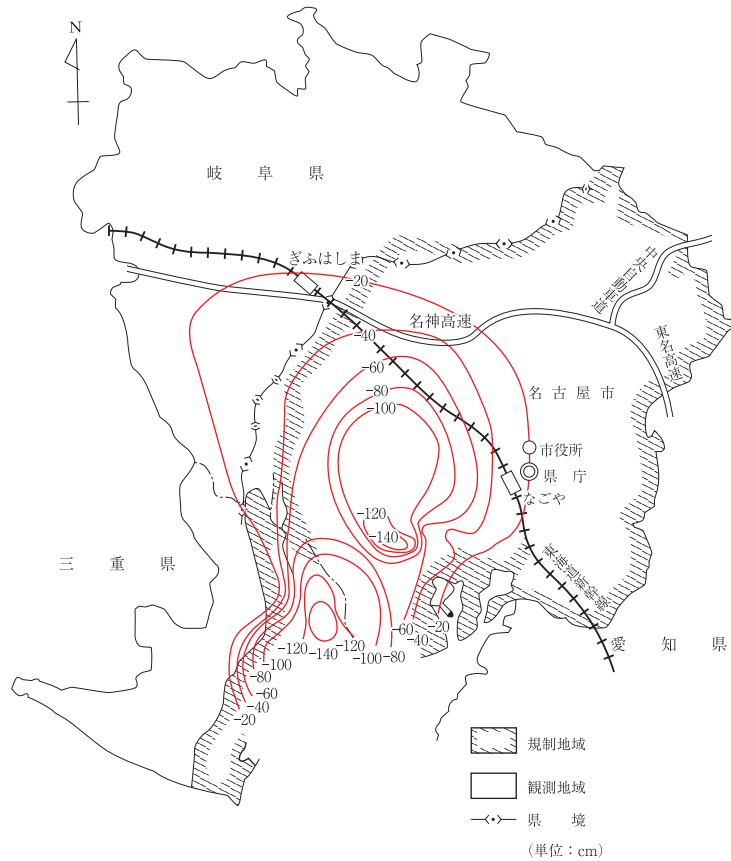 N
岐　阜　県
ぎふはしま
-20
中央自動車道
名神高速
-40
東名高速
-60
-80
名古屋市
-100
市役所
県　庁
なごや
-120
-140
東海道新幹線
三　重　県
愛　知　県
-60
-40
-20
-120
-140
-120
-100
-80
-100
-80
-60
-40
-20
規制地域
観測地域
県　境
(単位：cm)